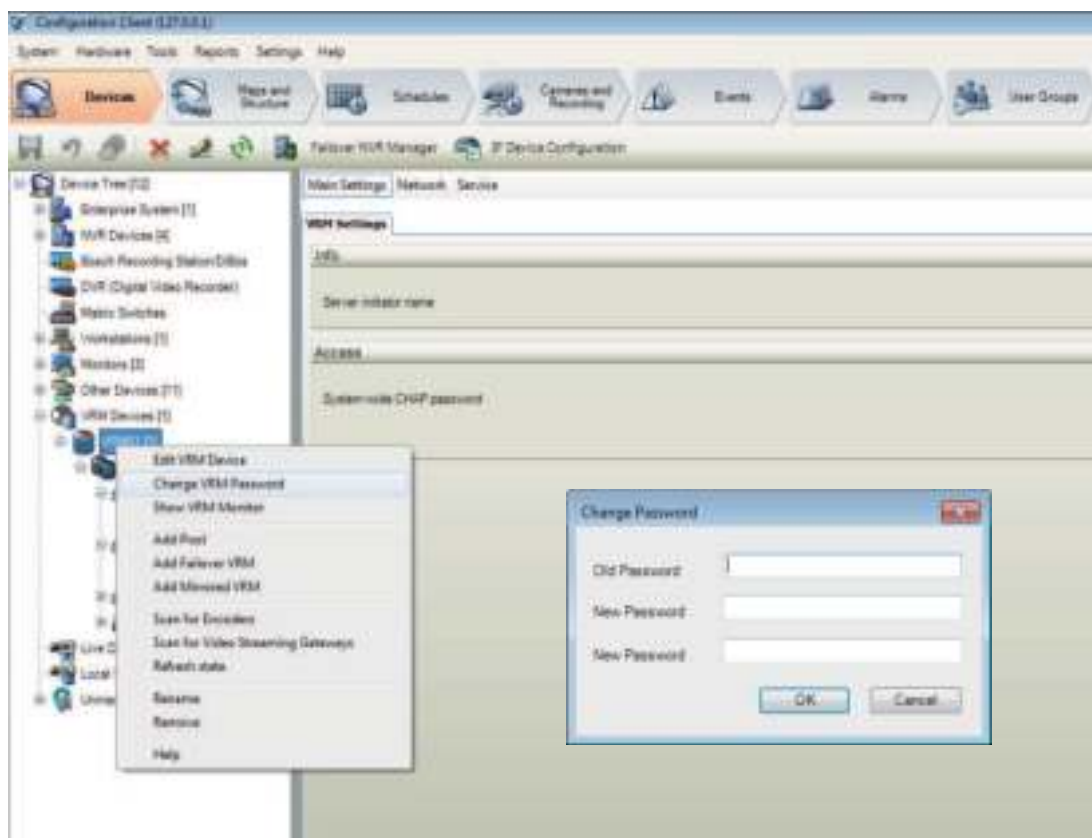 Configuration Client (127.0.0.1)
System Hardware Tools Reports Settings Help
Devices
Maps and Structure
Schedules
Cameras and Recording
Events
Alarms
User Groups
Failover NVR Manager
IP Device Configuration
Device Tree [12]
Enterprise System [1]
NVR Devices [4]
Bosch Recording Station/DiBos
DVR (Digital Video Recorder)
Matrix Switches
Workstations [1]
Monitors [2]
Other Devices [11]
VRM Devices [1]
Live
Local
Main Settings Network Service
VRM Settings
Info
Server initiator name
Access
System-wide CHAP password
Edit VRM Device
Change VRM Password
Show VRM Monitor
Add Pool
Add Failover VRM
Add Mirrored VRM
Scan for Encoders
Scan for Video Streaming Gateways
Refresh state
Rename
Remove
Help
Change Password
Old Password
New Password
New Password
OK
Cancel